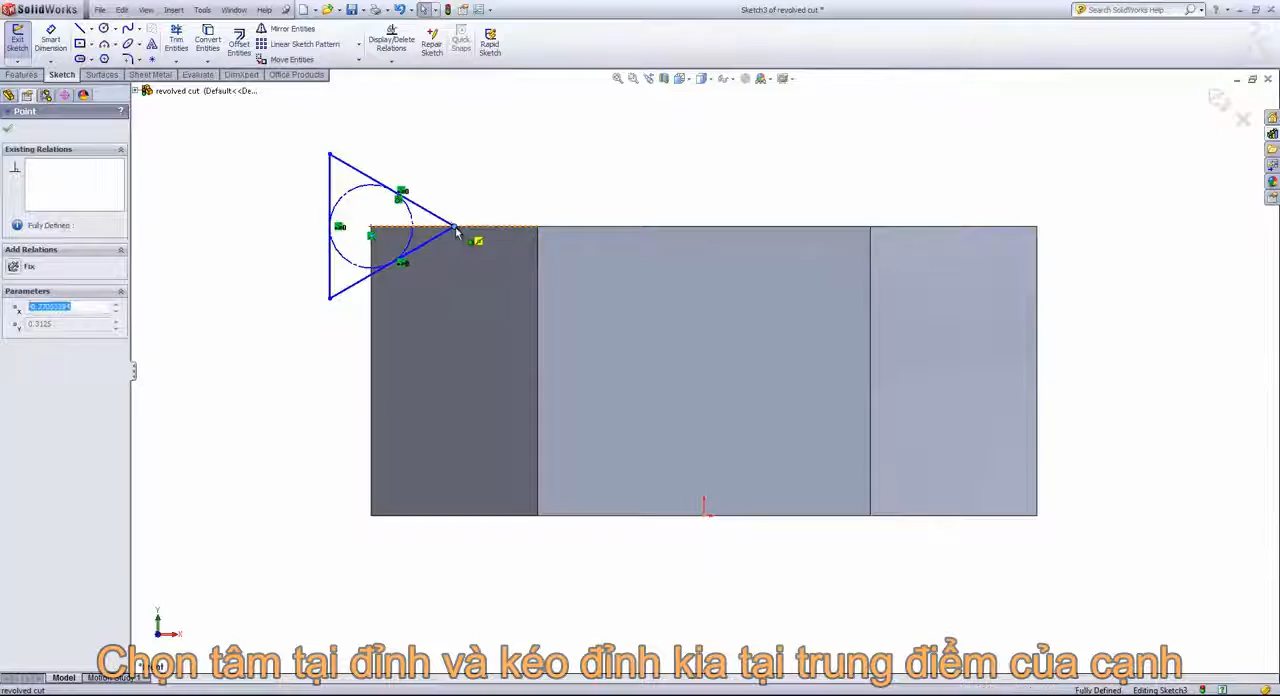 SolidWorks File Edit View Insert Tools Window Help Sketch3 of revolved cut * Search SolidWorks Help
Exit Sketch Smart Dimension Trim Entities Convert Entities Offset Entities Mirror Entities Linear Sketch Pattern Move Entities Display/Delete Relations Repair Sketch Quick Snaps Rapid Sketch
Features Sketch Surfaces Sheet Metal Evaluate DimXpert Office Products
revolved cut (Default<<De...
Point ?
Existing Relations
Fully Defined
Add Relations
Fix
Parameters
0.3125
Y
X
Chọn tâm tại đỉnh và kéo đỉnh kia tại trung điểm của cạnh
Model Motion Study 1
revolved cut Fully Defined Editing Sketch3